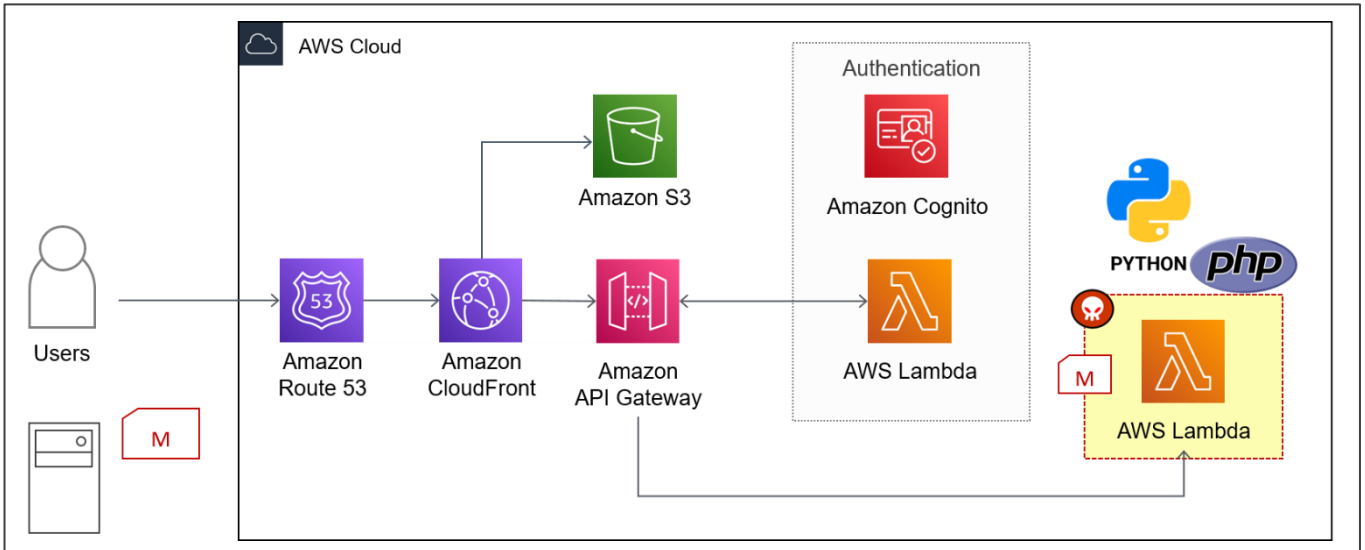 AWS Cloud
Authentication
Amazon S3
Amazon Cognito
PYTHON
php
Users
53
</>
Amazon
Route 53
Amazon
CloudFront
Amazon
API Gateway
AWS Lambda
M
AWS Lambda
M